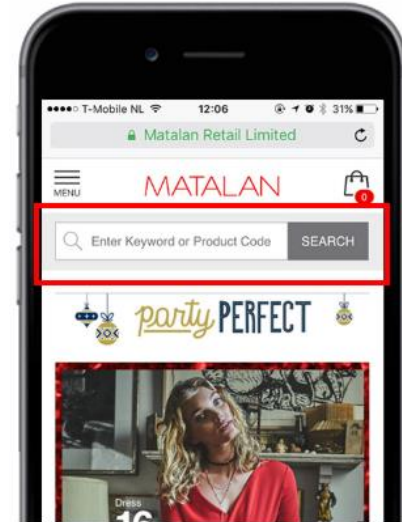 T-Mobile NL 12:06 31%
Matalan Retail Limited
MENU MATALAN 0
Enter Keyword or Product Code SEARCH
party PERFECT
Dress
16